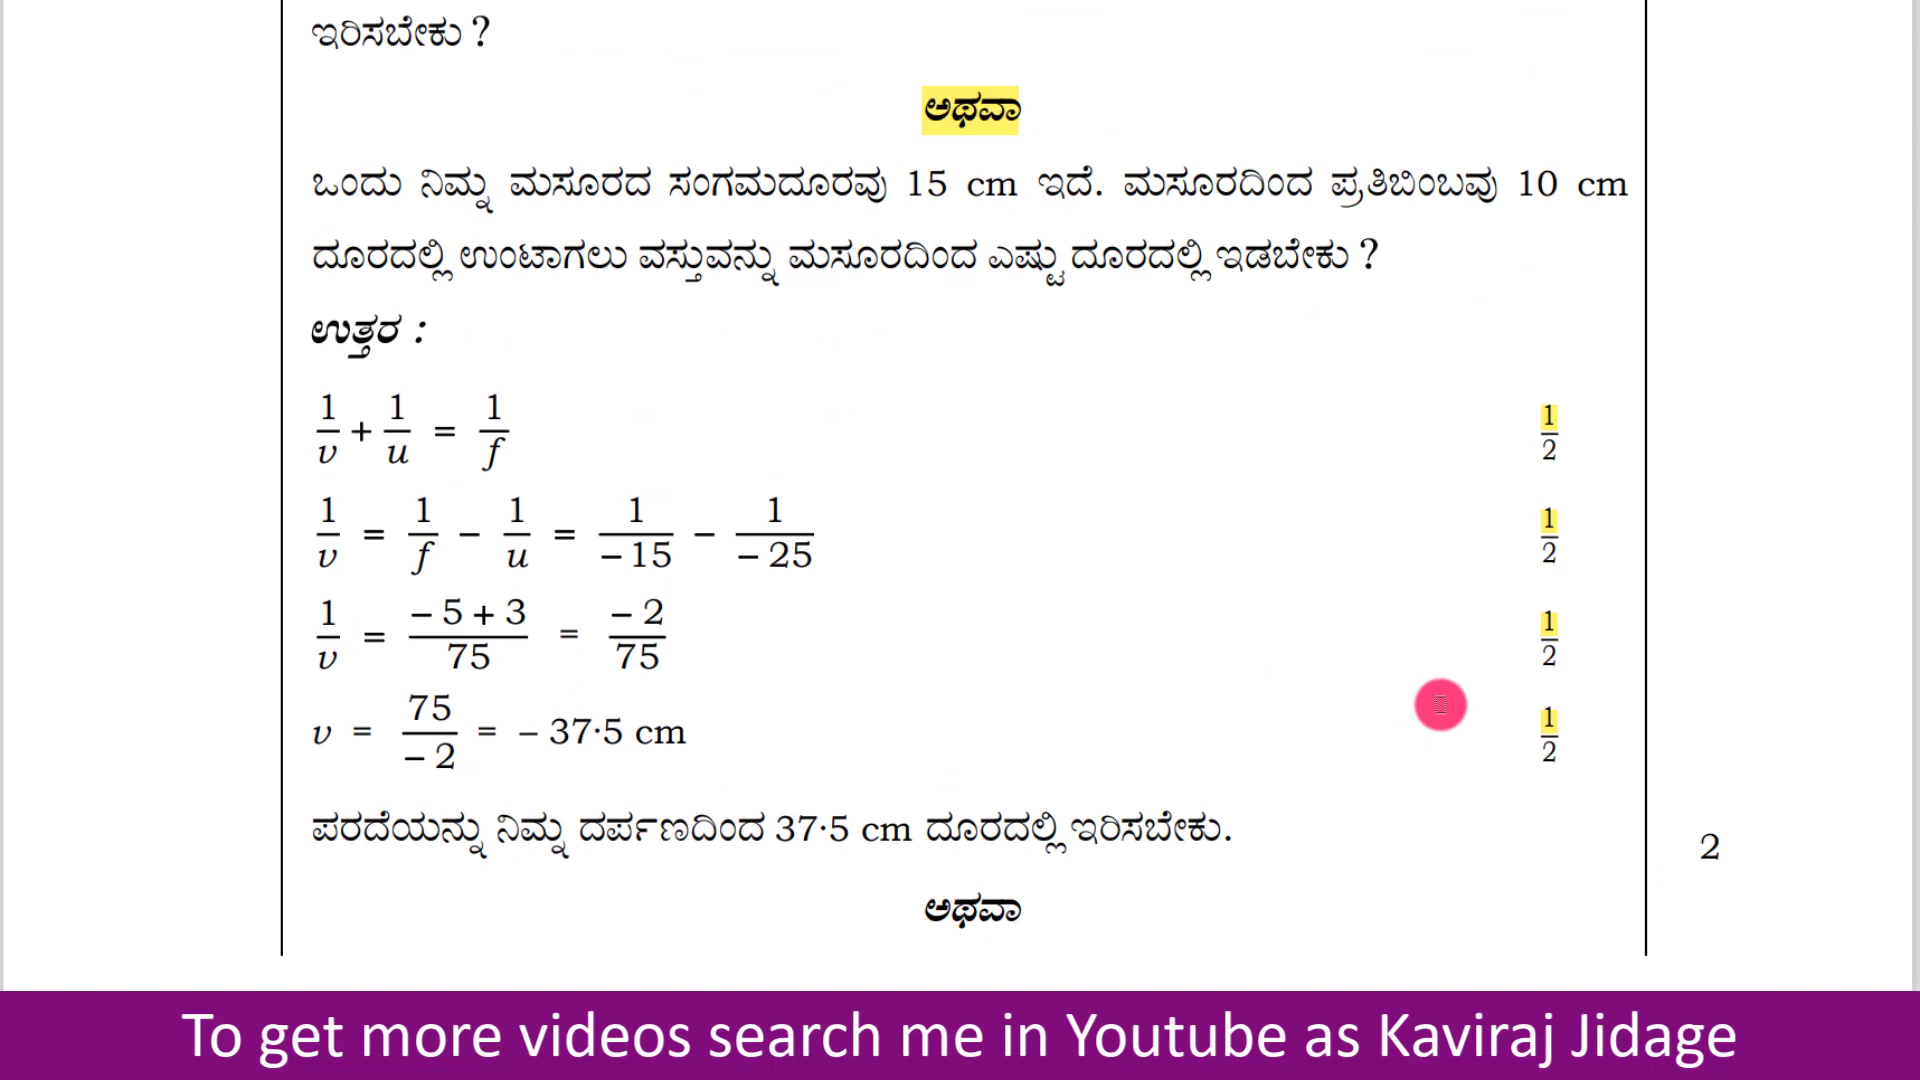 ಇರಿಸಬೇಕು ?
ಅಥವಾ
ಒಂದು ನಿಮ್ನ ಮಸೂರದ ಸಂಗಮದೂರವು 15 cm ಇದೆ. ಮಸೂರದಿಂದ ಪ್ರತಿಬಿಂಬವು 10 cm
ದೂರದಲ್ಲಿ ಉಂಟಾಗಲು ವಸ್ತುವನ್ನು ಮಸೂರದಿಂದ ಎಷ್ಟು ದೂರದಲ್ಲಿ ಇಡಬೇಕು ?
ಉತ್ತರ :
1/v + 1/u = 1/f 1/2
1/v = 1/f – 1/u = 1/– 15 – 1/– 25 1/2
1/v = – 5 + 3/75 = – 2/75 1/2
v = 75/– 2 = – 37·5 cm 1/2
ಪರದೆಯನ್ನು ನಿಮ್ನ ದರ್ಪಣದಿಂದ 37·5 cm ದೂರದಲ್ಲಿ ಇರಿಸಬೇಕು. 2
ಅಥವಾ
To get more videos search me in Youtube as Kaviraj Jidage